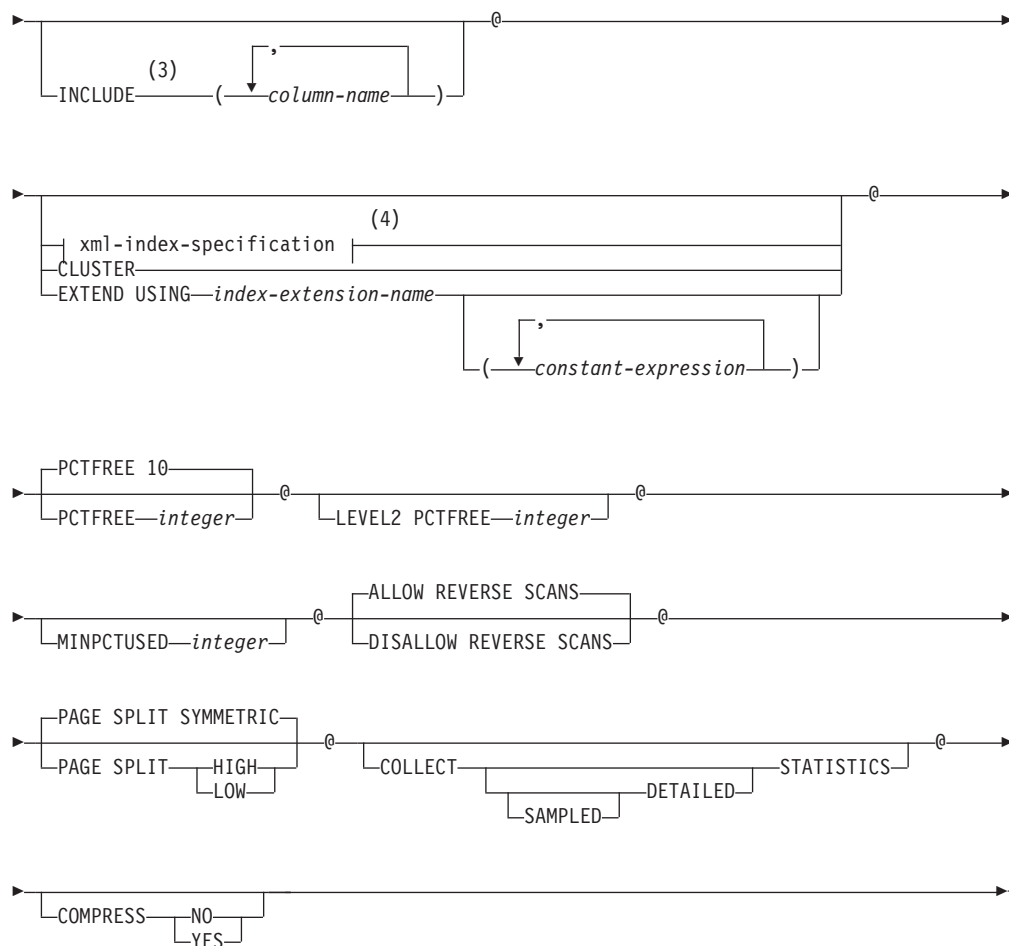 @
,
(3)
INCLUDE ( column-name )
@
(4)
xml-index-specification
CLUSTER
EXTEND USING index-extension-name
,
( constant-expression )
PCTFREE 10
@ @
PCTFREE integer LEVEL2 PCTFREE integer
ALLOW REVERSE SCANS
@ @
MINPCTUSED integer DISALLOW REVERSE SCANS
PAGE SPLIT SYMMETRIC
@ @
PAGE SPLIT HIGH COLLECT STATISTICS
LOW DETAILED
SAMPLED
COMPRESS NO
YES